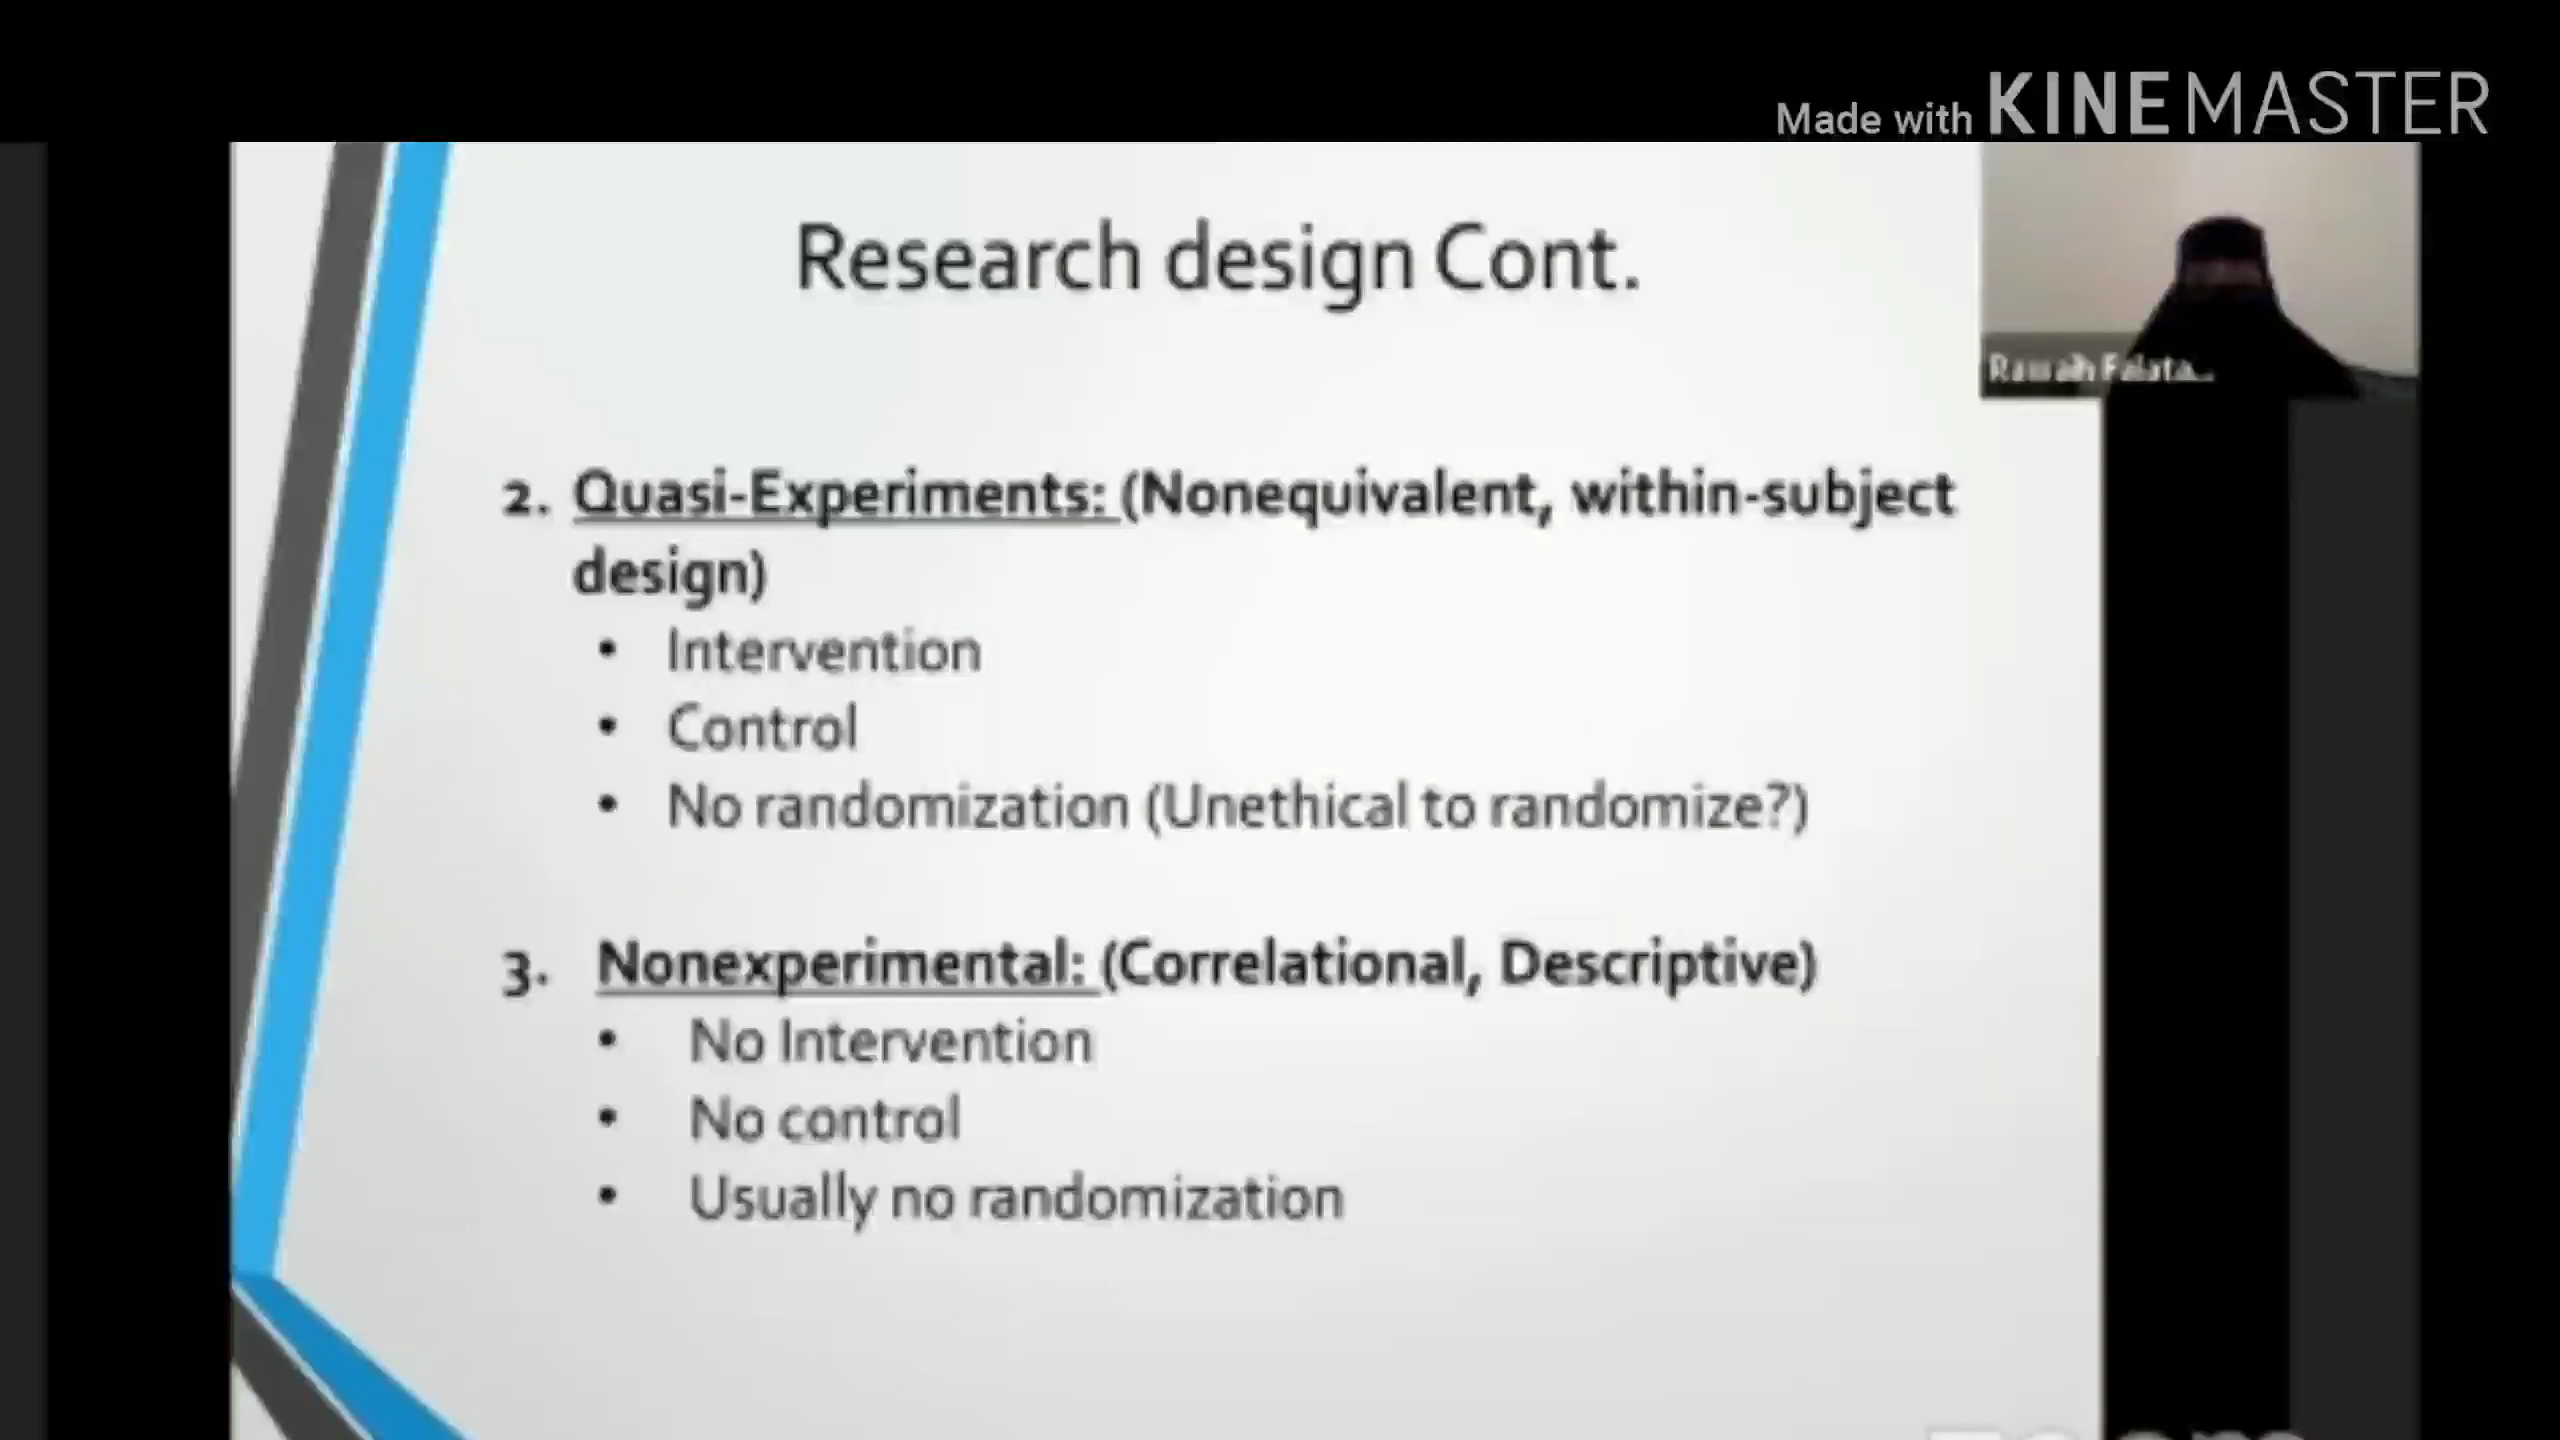 Made with KINEMASTER
Research design Cont.
2. Quasi-Experiments: (Nonequivalent, within-subject
design)
• Intervention
• Control
• No randomization (Unethical to randomize?)
3. Nonexperimental: (Correlational, Descriptive)
• No Intervention
• No control
• Usually no randomization